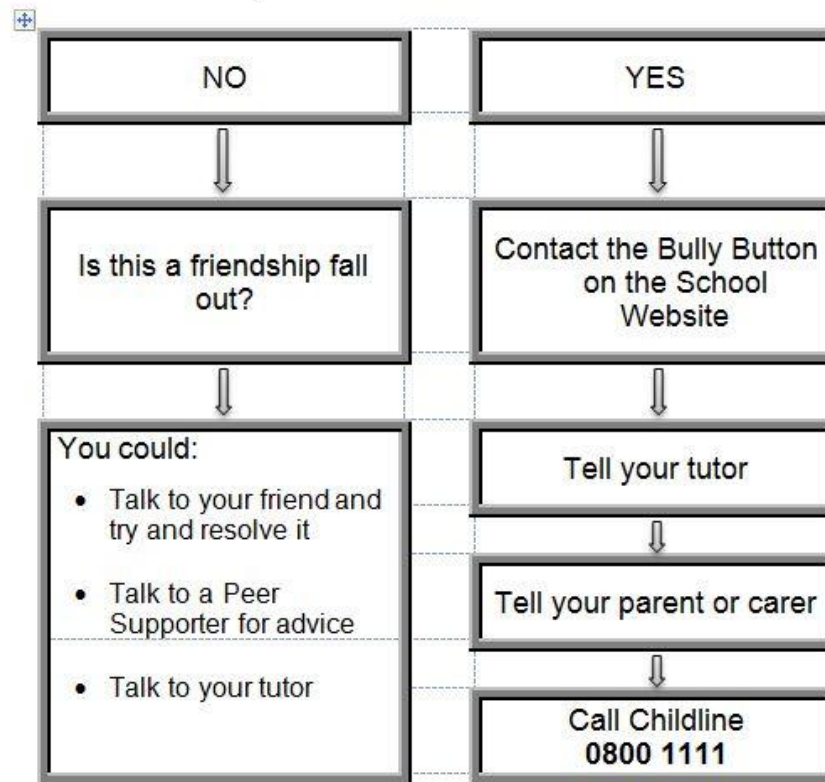 NO
Is this a friendship fall
out?
You could:
• Talk to your friend and
try and resolve it
• Talk to a Peer
Supporter for advice
• Talk to your tutor
YES
Contact the Bully Button
on the School
Website
Tell your tutor
Tell your parent or carer
Call Childline
0800 1111